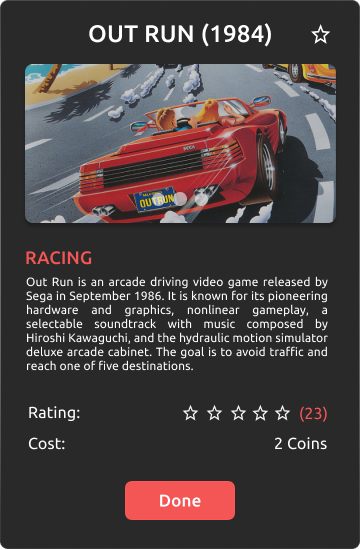 OUT RUN (1984)
OUTRUN
RACING
Out Run is an arcade driving video game released by
Sega in September 1986. It is known for its pioneering
hardware and graphics, nonlinear gameplay, a
selectable soundtrack with music composed by
Hiroshi Kawaguchi, and the hydraulic motion simulator
deluxe arcade cabinet. The goal is to avoid traffic and
reach one of five destinations.
Rating: (23)
Cost: 2 Coins
Done